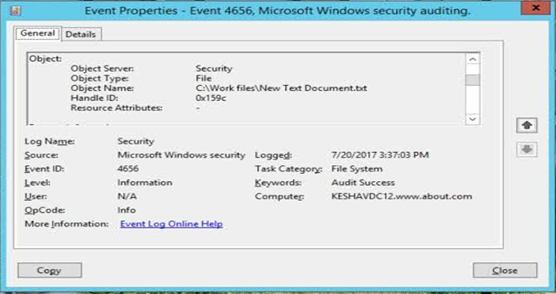 Event Properties - Event 4656, Microsoft Windows security auditing.
General Details
Object:
Object Server: Security
Object Type: File
Object Name: C:\Work files\New Text Document.txt
Handle ID: 0x159c
Resource Attributes: -
Log Name: Security
Source: Microsoft Windows security Logged: 7/20/2017 3:37:03 PM
Event ID: 4656 Task Category: File System
Level: Information Keywords: Audit Success
User: N/A Computer: KESHAVDC12.www.about.com
OpCode: Info
More Information: Event Log Online Help
Copy Close